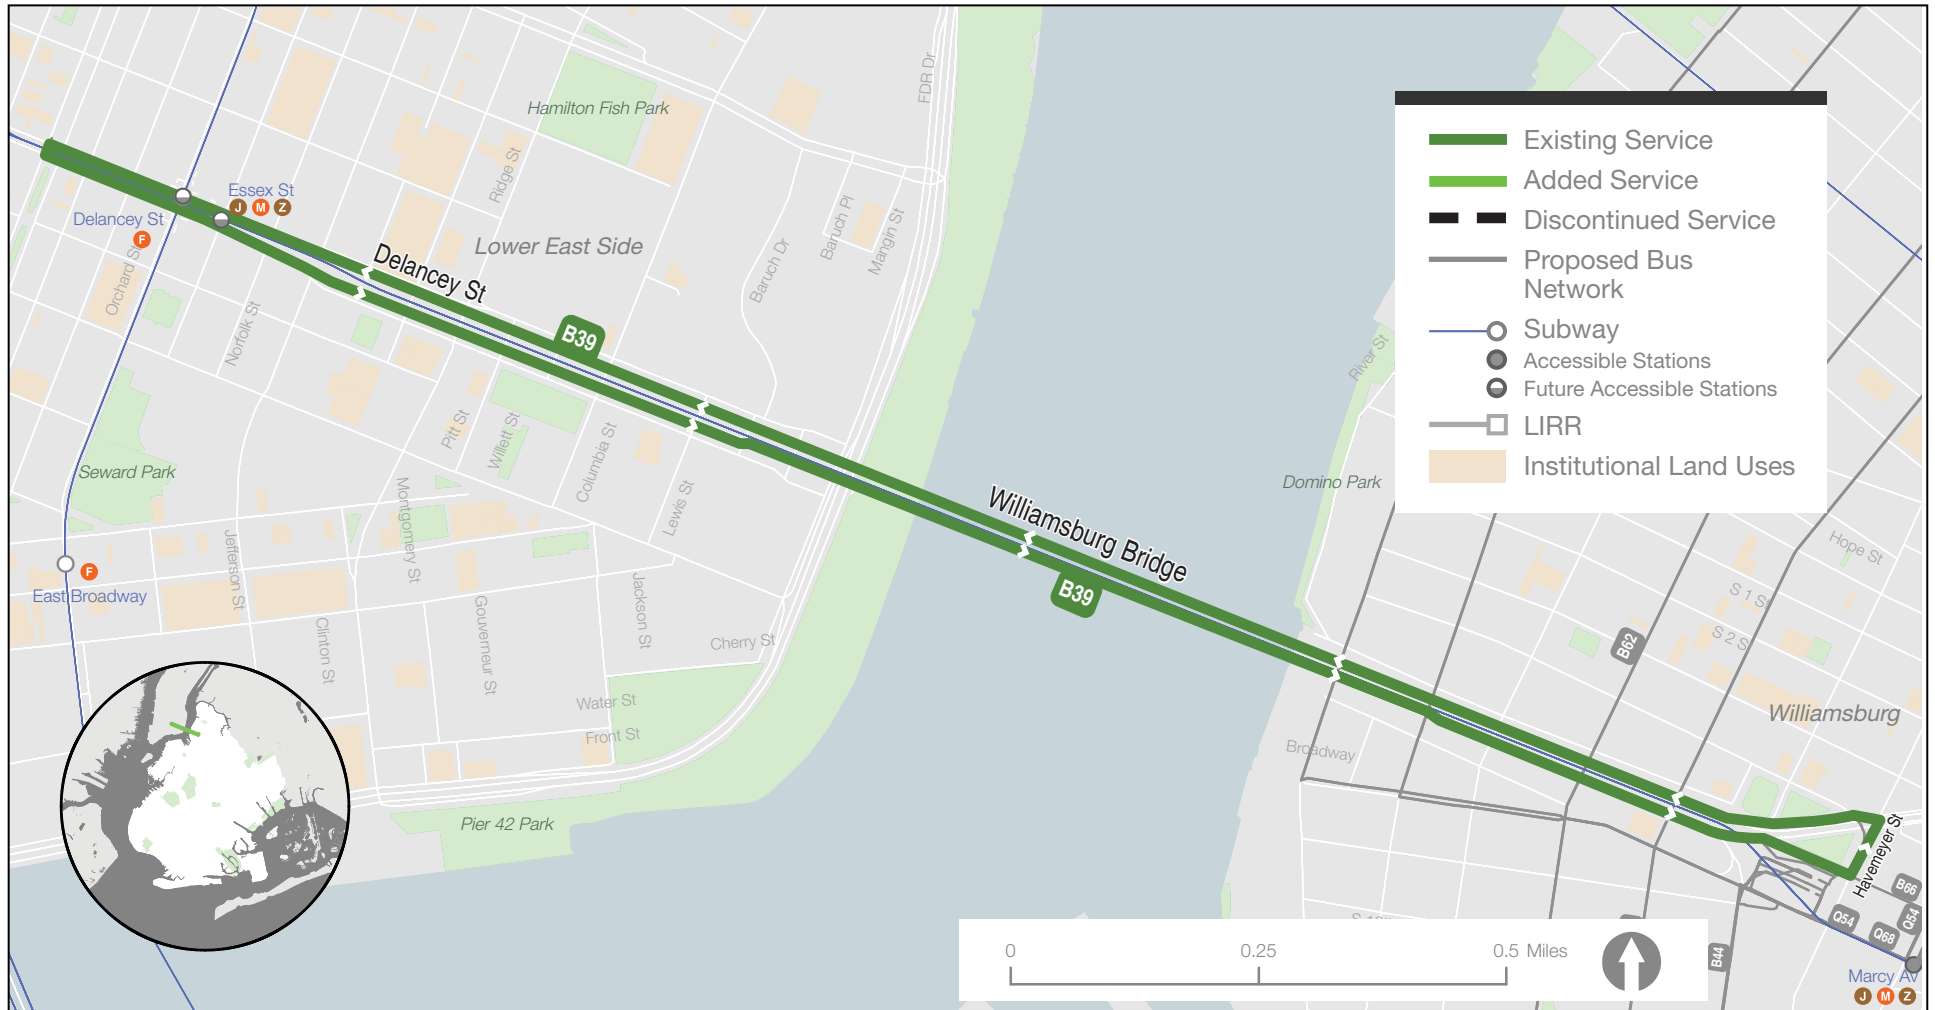 Hamilton Fish Park
FDR Dr
Ridge St
Essex St
J M Z
Delancey St
F
Orchard St
Lower East Side
Delancey St
Baruch Pl
Mangin St
Baruch Dr
Norfolk St
B39
Pitt St
Willett St
Columbia St
Lewis St
Seward Park
Montgomery St
Jefferson St
F
East Broadway
Clinton St
Gouverneur St
Jackson St
Cherry St
Water St
Front St
Pier 42 Park
Williamsburg Bridge
B39
River St
Domino Park
Existing Service
Added Service
Discontinued Service
Proposed Bus
Network
Subway
Accessible Stations
Future Accessible Stations
LIRR
Institutional Land Uses
Hope St
S 1 St
S 2 St
B62
Williamsburg
Broadway
Havemeyer St
B66
Q54
Q54
Q68
B44
Marcy Av
J M Z
0
0.25
0.5 Miles